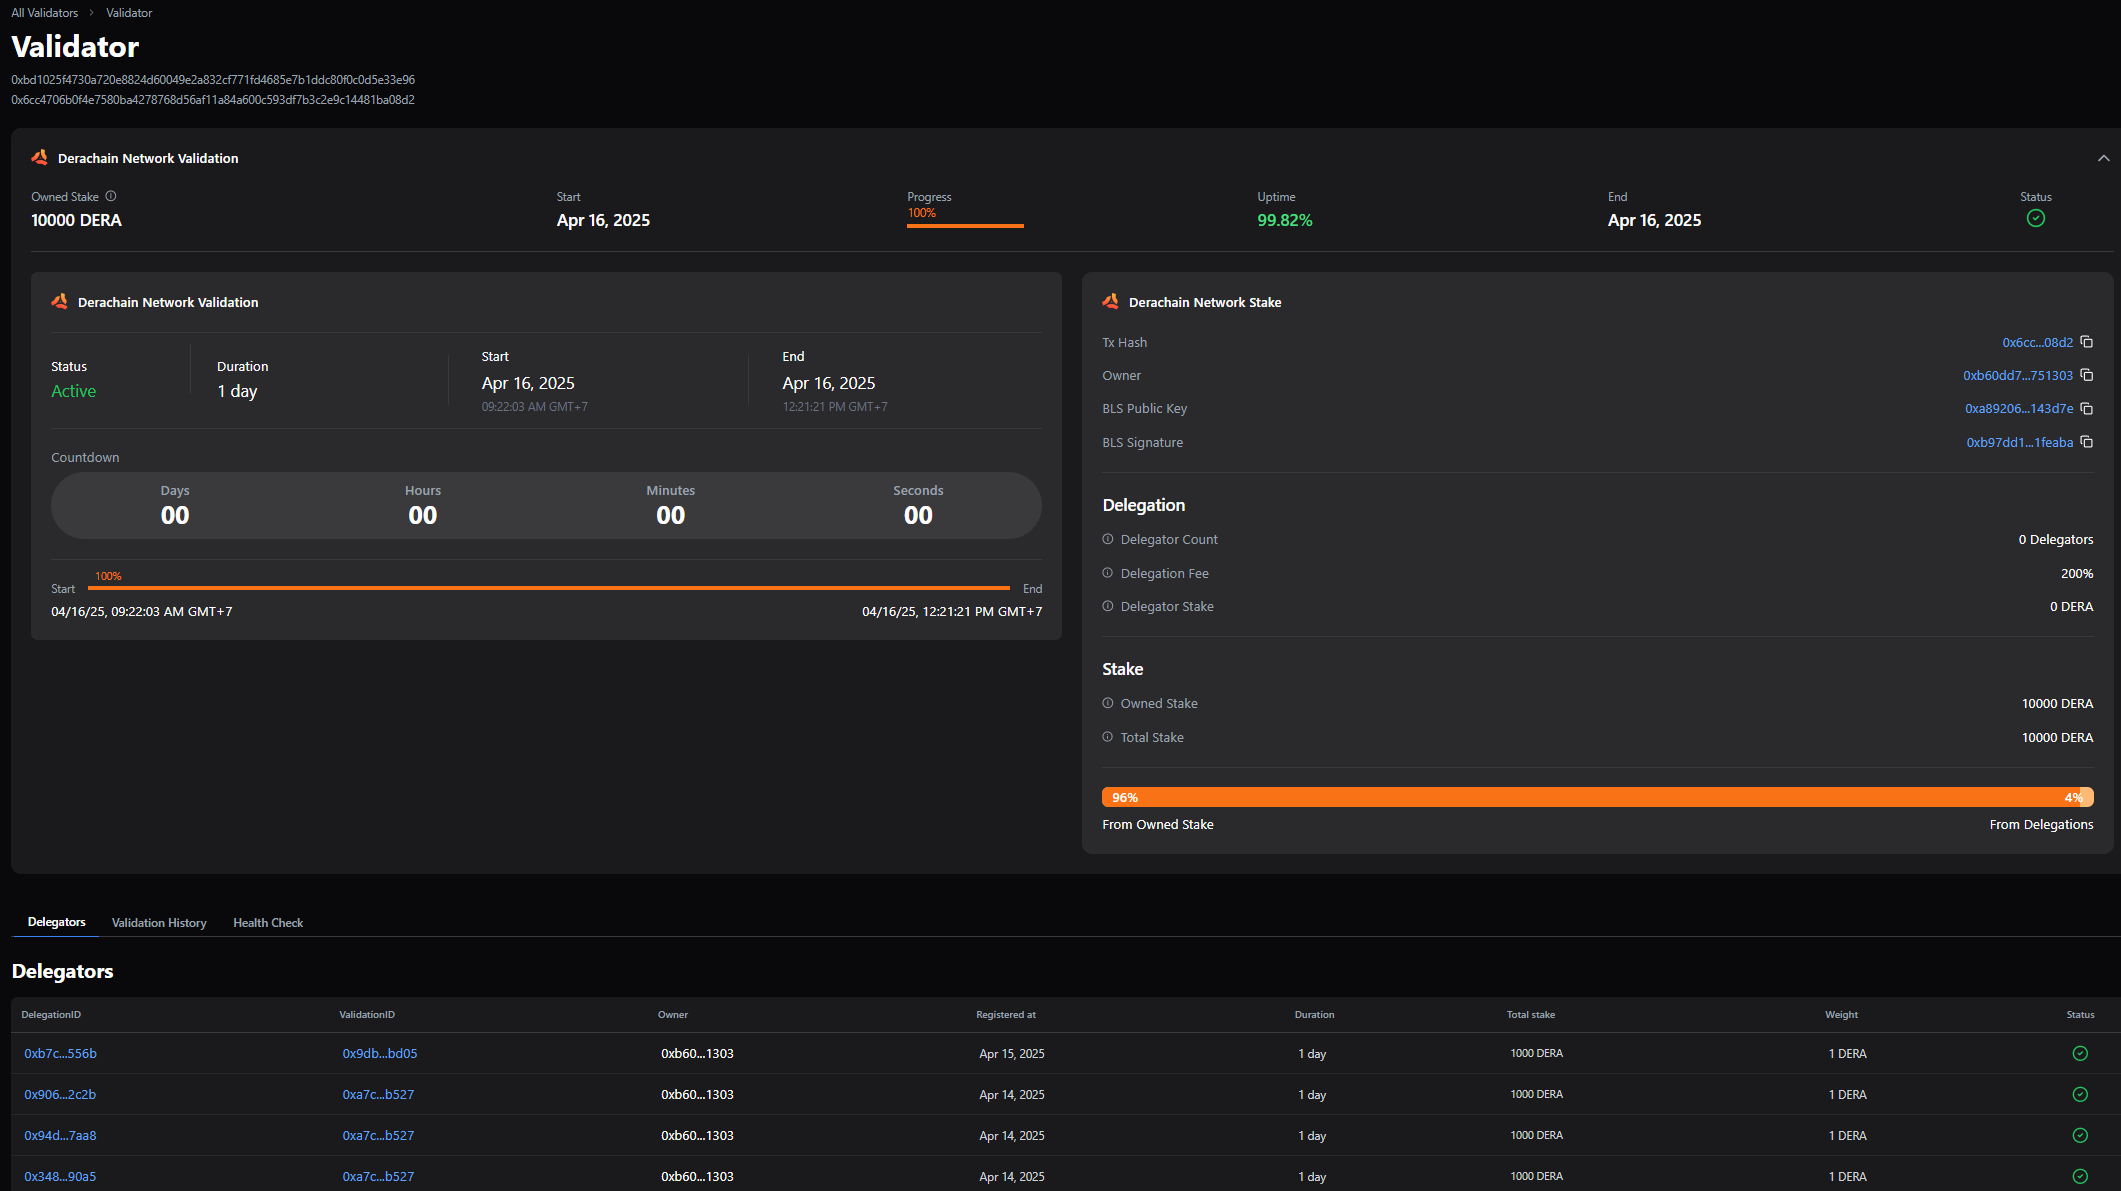 All Validators > Validator
Validator
0xbd1025f4730a720e8824d60049e2a832cf771fd4685e7b1ddc80f0c0d5e33e96
0x6cc4706b0f4e7580ba4278768d56af11a84a600c593df7b3c2e9c14481ba08d2
Derachain Network Validation
Owned Stake Start Progress Uptime End Status
10000 DERA Apr 16, 2025 100% 99.82% Apr 16, 2025
Derachain Network Validation
Status Duration Start End
Active 1 day Apr 16, 2025 Apr 16, 2025
09:22:03 AM GMT+7 12:21:21 PM GMT+7
Countdown
Days Hours Minutes Seconds
00 00 00 00
100%
Start End
04/16/25, 09:22:03 AM GMT+7 04/16/25, 12:21:21 PM GMT+7
Derachain Network Stake
Tx Hash 0x6cc...08d2
Owner 0xb60dd7...751303
BLS Public Key 0xa89206...143d7e
BLS Signature 0xb97dd1...1feaba
Delegation
Delegator Count 0 Delegators
Delegation Fee 200%
Delegator Stake 0 DERA
Stake
Owned Stake 10000 DERA
Total Stake 10000 DERA
96% 4%
From Owned Stake From Delegations
Delegators Validation History Health Check
Delegators
DelegationID ValidationID Owner Registered at Duration Total stake Weight Status
0xb7c...556b 0x9db...bd05 0xb60...1303 Apr 15, 2025 1 day 1000 DERA 1 DERA
0x906...2c2b 0xa7c...b527 0xb60...1303 Apr 14, 2025 1 day 1000 DERA 1 DERA
0x94d...7aa8 0xa7c...b527 0xb60...1303 Apr 14, 2025 1 day 1000 DERA 1 DERA
0x348...90a5 0xa7c...b527 0xb60...1303 Apr 14, 2025 1 day 1000 DERA 1 DERA